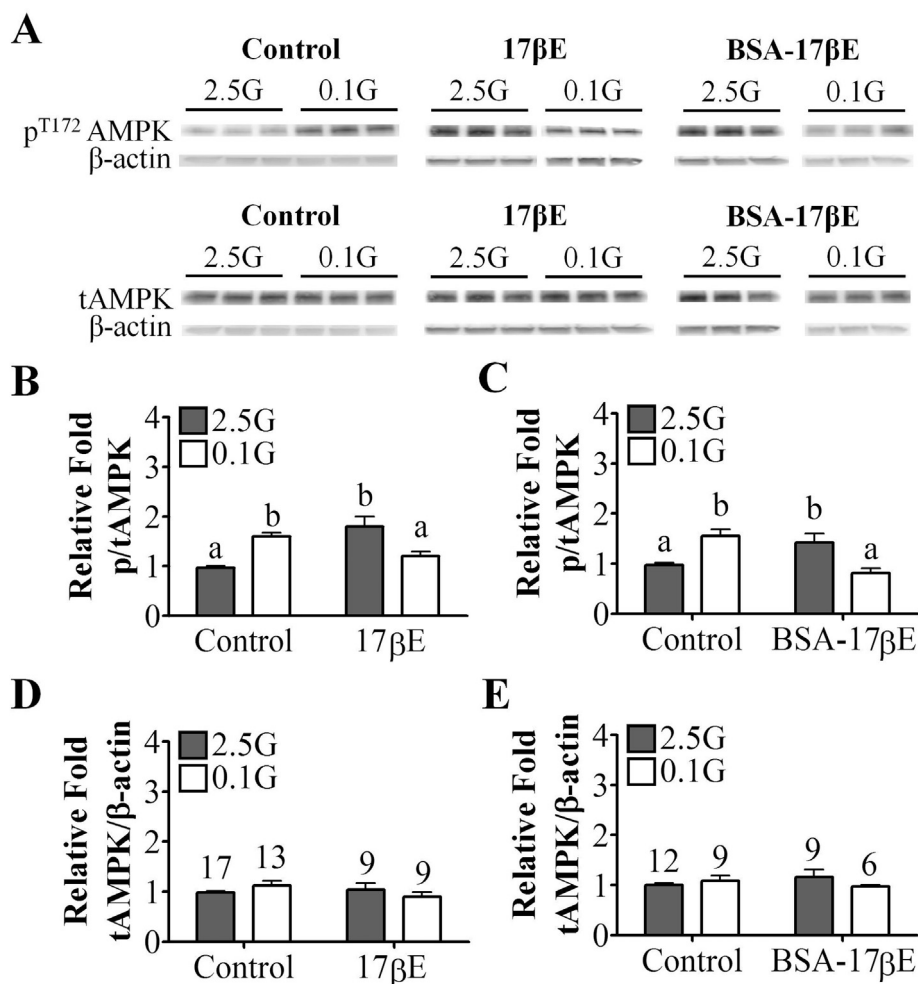 A
Control 17βE BSA-17βE
2.5G 0.1G 2.5G 0.1G 2.5G 0.1G
pT172 AMPK
β-actin
Control 17βE BSA-17βE
2.5G 0.1G 2.5G 0.1G 2.5G 0.1G
tAMPK
β-actin
B
Relative Fold
p/tAMPK
4
3
2
1
0
2.5G
0.1G
a b b a
Control 17βE
C
Relative Fold
p/tAMPK
4
3
2
1
0
2.5G
0.1G
a b b a
Control BSA-17βE
D
Relative Fold
tAMPK/β-actin
4
3
2
1
0
2.5G
0.1G
17 13 9 9
Control 17βE
E
Relative Fold
tAMPK/β-actin
4
3
2
1
0
2.5G
0.1G
12 9 9 6
Control BSA-17βE